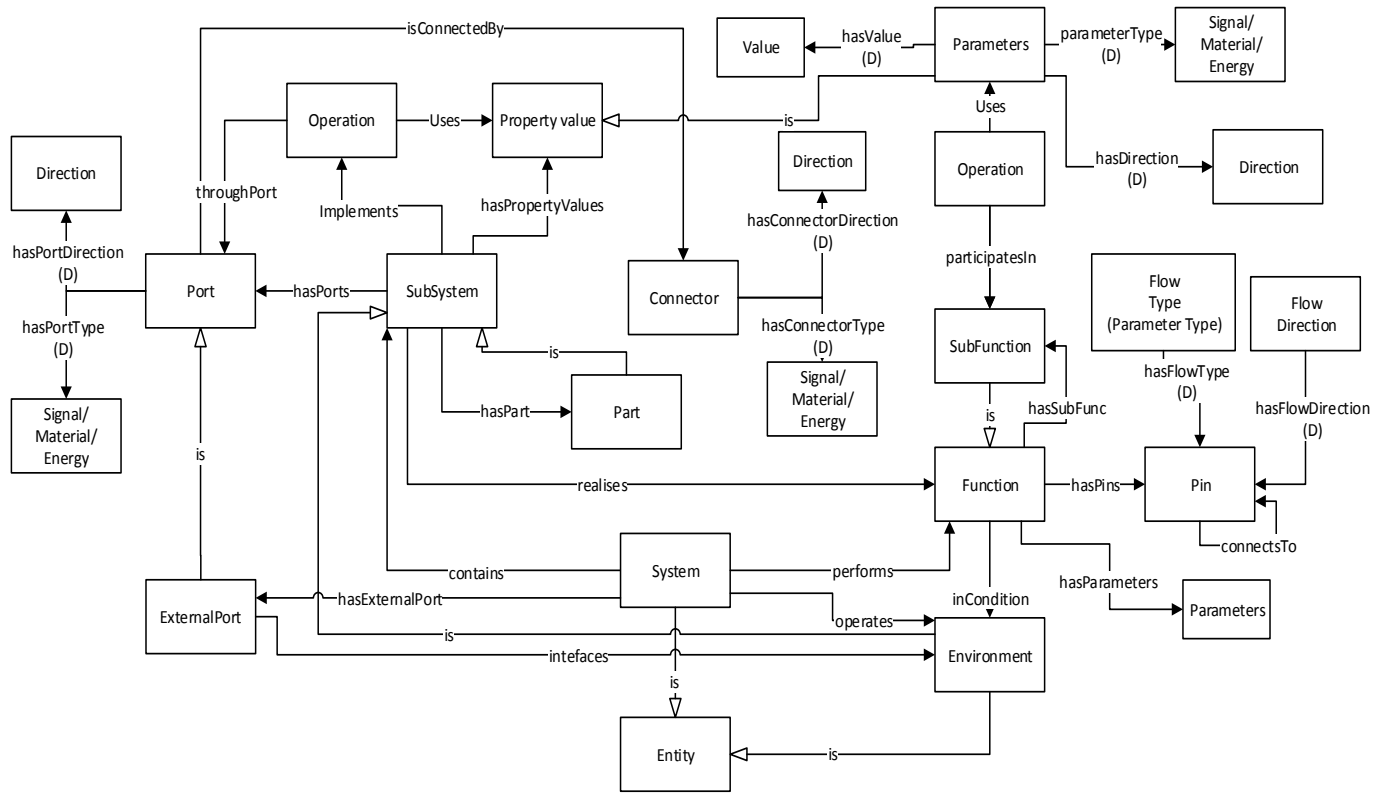 isConnectedBy
Value
hasValue
(D)
Parameters
parameterType
(D)
Signal/
Material/
Energy
Operation
Uses
Property value
is
Uses
Direction
throughPort
Implements
hasPropertyValues
Direction
Operation
hasDirection
(D)
Direction
hasPortDirection
(D)
Port
hasPorts
SubSystem
hasConnectorDirection
(D)
Connector
participatesIn
Flow
Type
(Parameter Type)
Flow
Direction
hasPortType
(D)
hasConnectorType
(D)
SubFunction
is
hasFlowType
(D)
Signal/
Material/
Energy
hasPart
Part
Signal/
Material/
Energy
is
hasSubFunc
hasFlowDirection
(D)
is
realises
Function
hasPins
Pin
connectsTo
contains
System
performs
ExternalPort
hasExternalPort
inCondition
hasParameters
Parameters
operates
is
intefaces
Environment
is
Entity
is